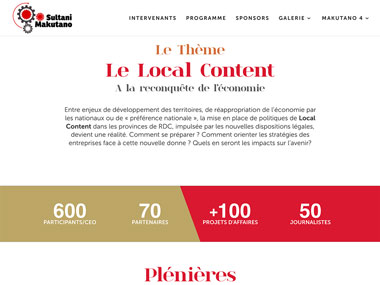 Sultani
Makutano
INTERVENANTS PROGRAMME SPONSORS GALERIE MAKUTANO 4
Le Thème
Le Local Content
A la reconquête de l'économie
Entre enjeux de développement des territoires, de réappropriation de l'économie par
les nationaux ou de « préférence nationale », la mise en place de politiques de Local
Content dans les provinces de RDC, impulsée par les nouvelles dispositions légales,
devient une réalité. Comment se préparer ? Comment orienter les stratégies des
entreprises face à cette nouvelle donne ? Quels en seront les impacts sur l'avenir?
600 70 +100 50
PARTICIPANTS/CEO PARTENAIRES PROJETS D'AFFAIRES JOURNALISTES
Plénières